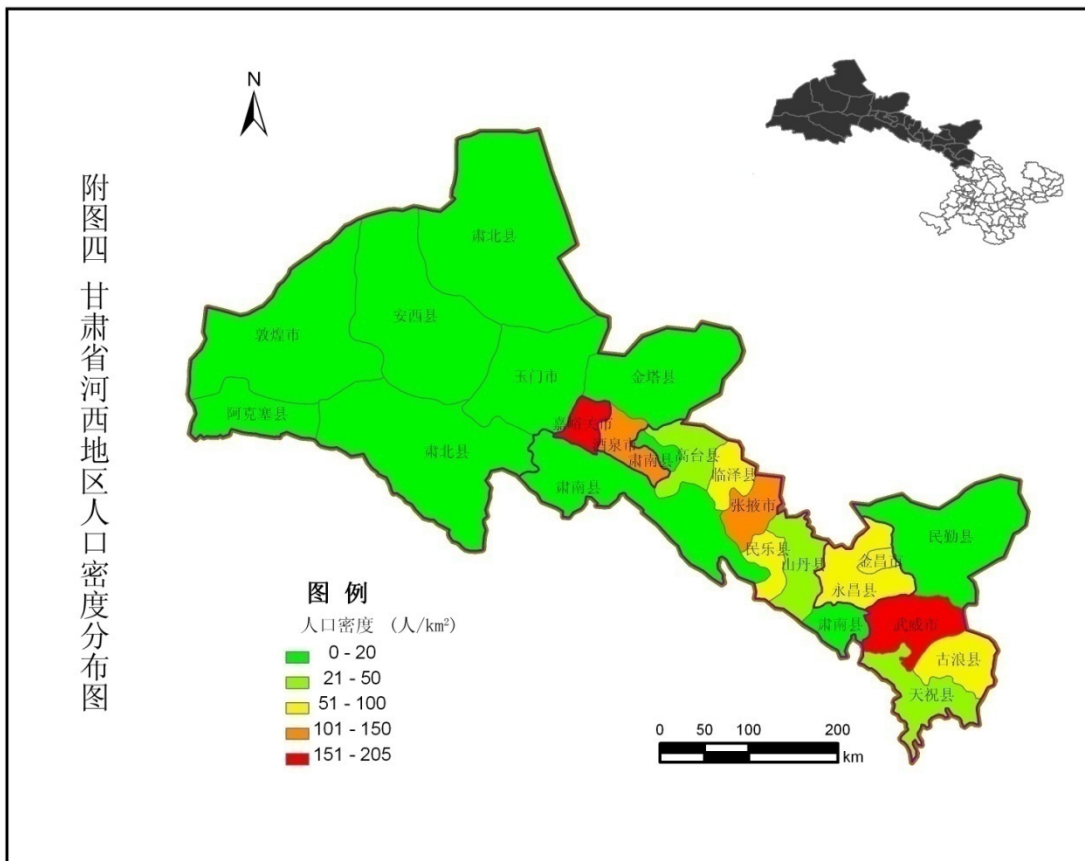 附图四 甘肃省河西地区人口密度分布图
N
肃北县
安西县
敦煌市
玉门市
金塔县
阿克塞县
嘉峪关市
酒泉市
肃北县
肃南县
高台县
肃南县
临泽县
张掖市
民勤县
民乐县
山丹县
金昌市
永昌县
肃南县
武威市
古浪县
天祝县
图 例
人口密度 (人/km²)
0 - 20
21 - 50
51 - 100
101 - 150
151 - 205
0 50 100 200
km